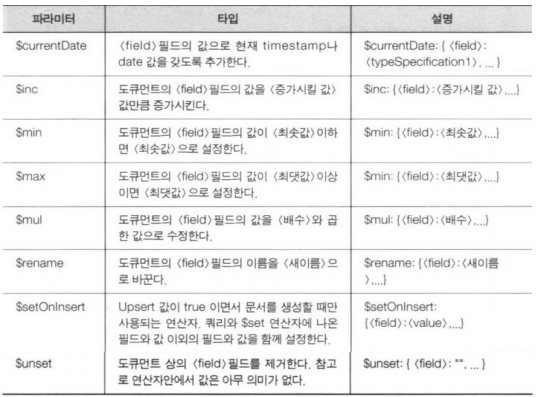 파라미터 타입 설명
$currentDate 〈field〉필드의 값으로 현재 timestamp나 $currentDate: { 〈field〉:
date 값을 갖도록 추가한다. 〈typeSpecification1〉, ... }
$inc 도큐먼트의 〈field〉필드의 값을 〈증가시킬 값〉 $inc: {〈field〉:〈증가시킬 값〉,...}
값만큼 증가시킨다.
$min 도큐먼트의 〈field〉필드의 값이 〈최솟값〉이하 $min: {〈field〉:〈최솟값〉,...}
면 〈최솟값〉으로 설정한다.
$max 도큐먼트의 〈field〉필드의 값이 〈최댓값〉이상 $min: {〈field〉:〈최댓값〉,...}
이면 〈최댓값〉으로 설정한다.
$mul 도큐먼트의 〈field〉필드의 값을 〈배수〉와 곱 $mul: {〈field〉:〈배수〉,...}
한 값으로 수정한다.
$rename 도큐먼트의 〈field〉필드의 이름을 〈새이름〉으 $rename: {〈field〉:〈새이름
로 바꾼다. 〉,...}
$setOnInsert Upsert 값이 true 이면서 문서를 생성할 때만 $setOnInsert:
사용되는 연산자. 쿼리와 $set 연산자에 나온 {〈field〉:〈value〉,...}
필드와 값 이외의 필드와 값을 함께 설정한다.
$unset 도큐먼트 상의 〈field〉필드를 제거한다. 참고 $unset: { 〈field〉: "", ... }
로 연산자안에서 값은 아무 의미가 없다.